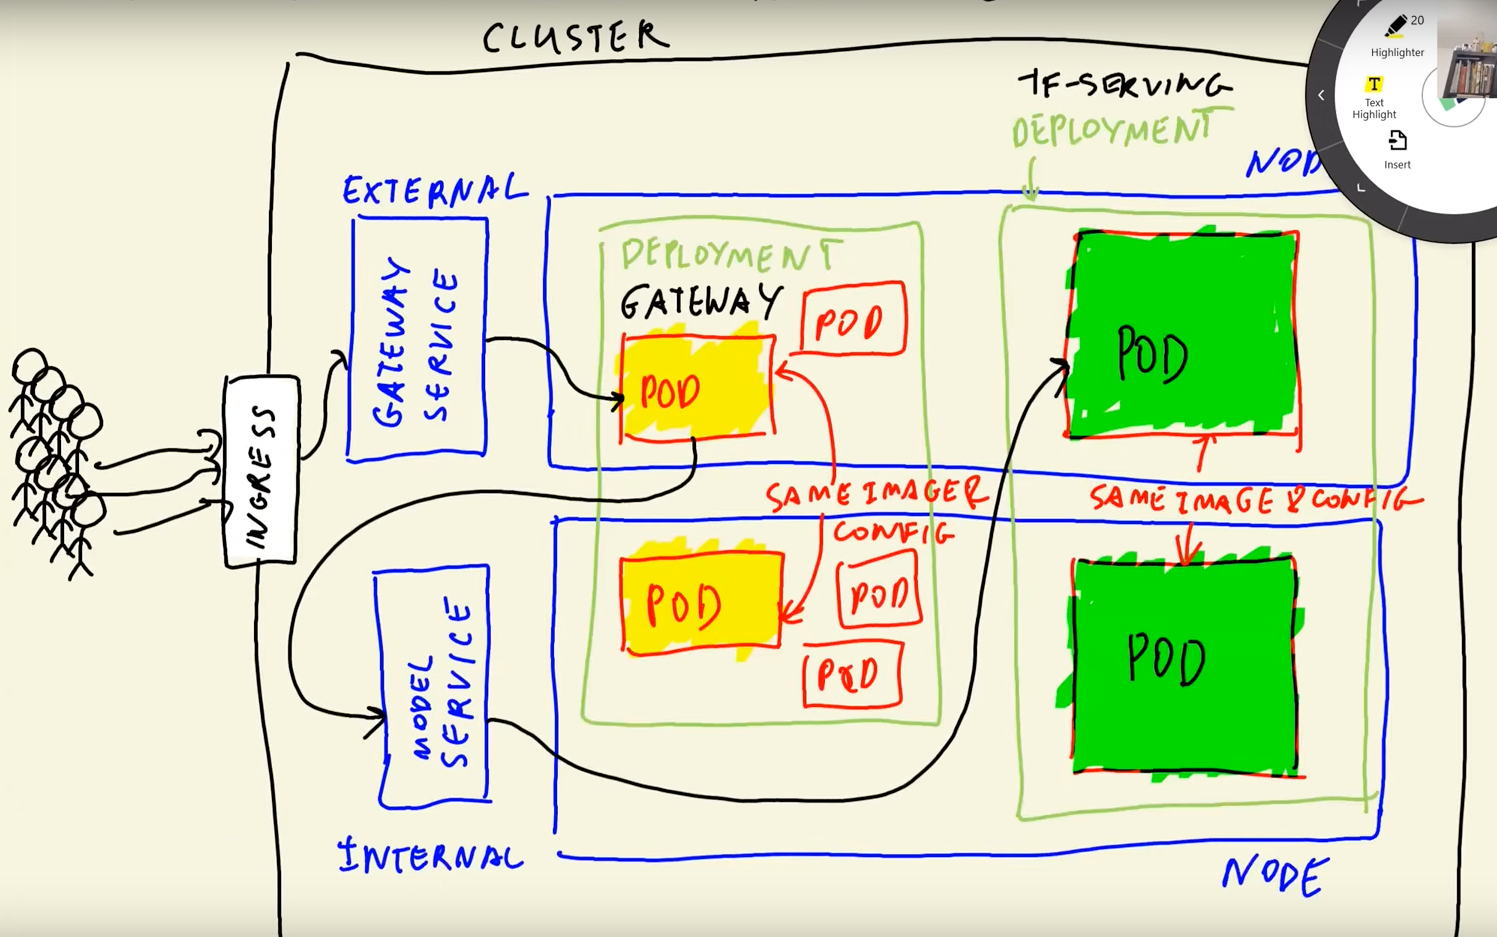 CLUSTER
20
Highlighter
T
Text
Highlight
Insert
TF-SERVING
DEPLOYMENT
NOD
EXTERNAL
GATEWAY
SERVICE
DEPLOYMENT
GATEWAY
POD
POD
POD
INGRESS
SAME IMAGE &
CONFIG
SAME IMAGE & CONFIG
POD
POD
POD
POD
MODEL
SERVICE
INTERNAL
NODE